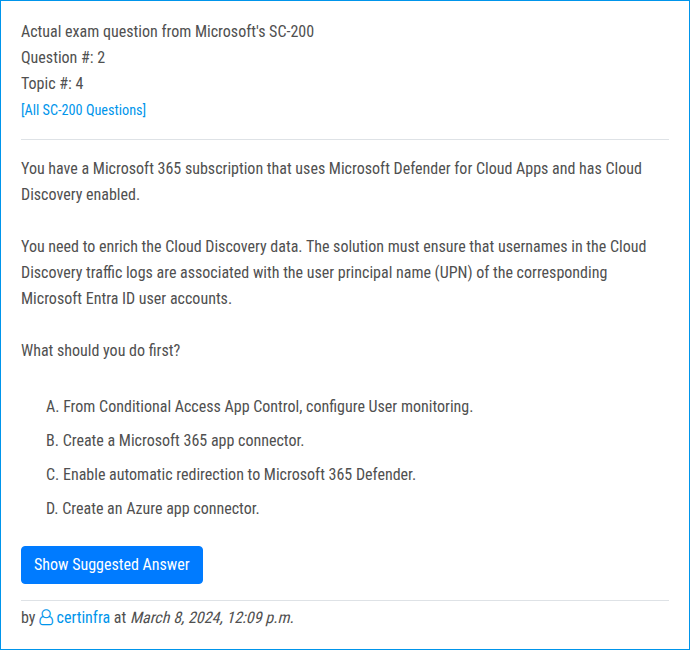 Actual exam question from Microsoft's SC-200
Question #: 2
Topic #: 4
[All SC-200 Questions]
You have a Microsoft 365 subscription that uses Microsoft Defender for Cloud Apps and has Cloud
Discovery enabled.
You need to enrich the Cloud Discovery data. The solution must ensure that usernames in the Cloud
Discovery traffic logs are associated with the user principal name (UPN) of the corresponding
Microsoft Entra ID user accounts.
What should you do first?
A. From Conditional Access App Control, configure User monitoring.
B. Create a Microsoft 365 app connector.
C. Enable automatic redirection to Microsoft 365 Defender.
D. Create an Azure app connector.
Show Suggested Answer
by certinfra at March 8, 2024, 12:09 p.m.